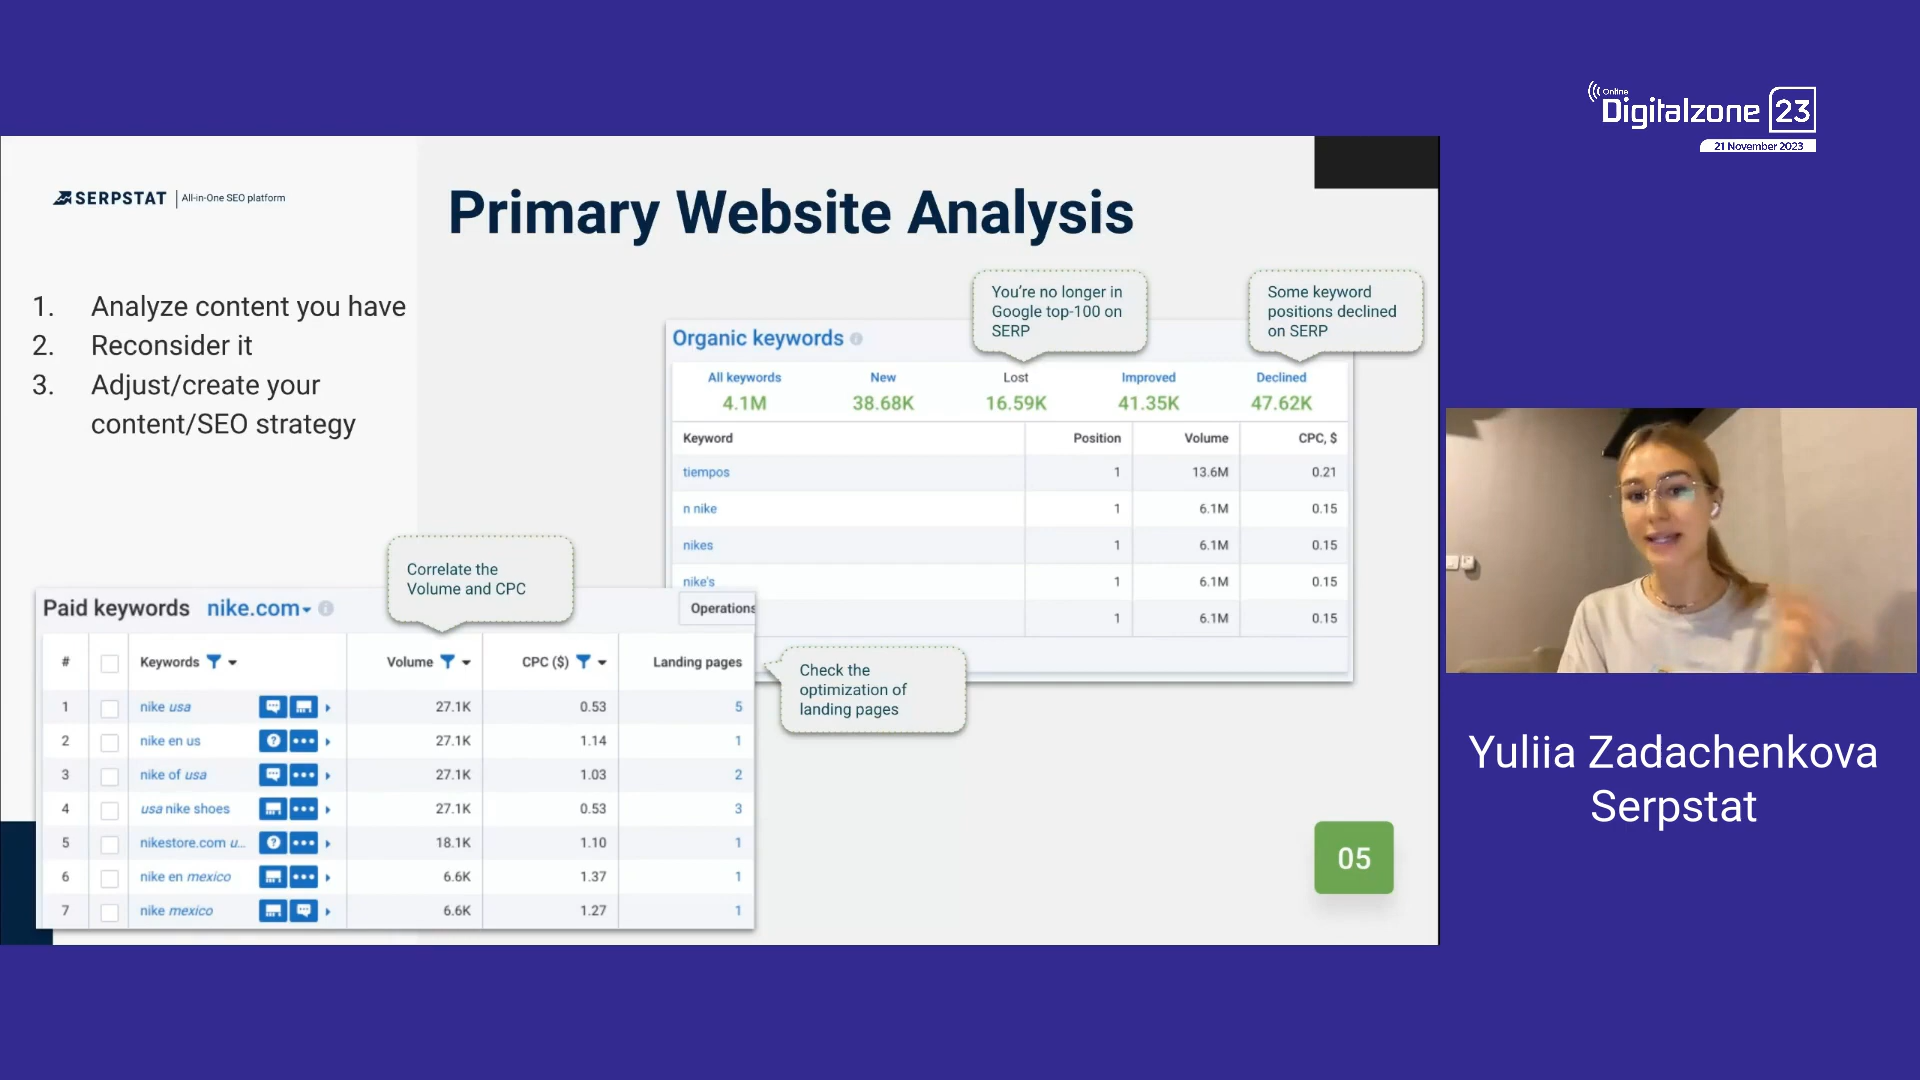 Online
Digitalzone 23
21 November 2023
SERPSTAT All-in-One SEO platform
Primary Website Analysis
1. Analyze content you have
2. Reconsider it
3. Adjust/create your
content/SEO strategy
You're no longer in
Google top-100 on
SERP
Some keyword
positions declined
on SERP
Organic keywords
All keywords New Lost Improved Declined
4.1M 38.68K 16.59K 41.35K 47.62K
Keyword Position Volume CPC, $
tiempos 1 13.6M 0.21
n nike 1 6.1M 0.15
nikes 1 6.1M 0.15
nike's 1 6.1M 0.15
1 6.1M 0.15
Correlate the
Volume and CPC
Paid keywords nike.com
Operations
# Keywords Volume CPC ($) Landing pages
1 nike usa 27.1K 0.53 5
2 nike en us 27.1K 1.14 1
3 nike of usa 27.1K 1.03 2
4 usa nike shoes 27.1K 0.53 3
5 nikestore.com u... 18.1K 1.10 1
6 nike en mexico 6.6K 1.37 1
7 nike mexico 6.6K 1.27 1
Check the
optimization of
landing pages
05
Yuliia Zadachenkova
Serpstat